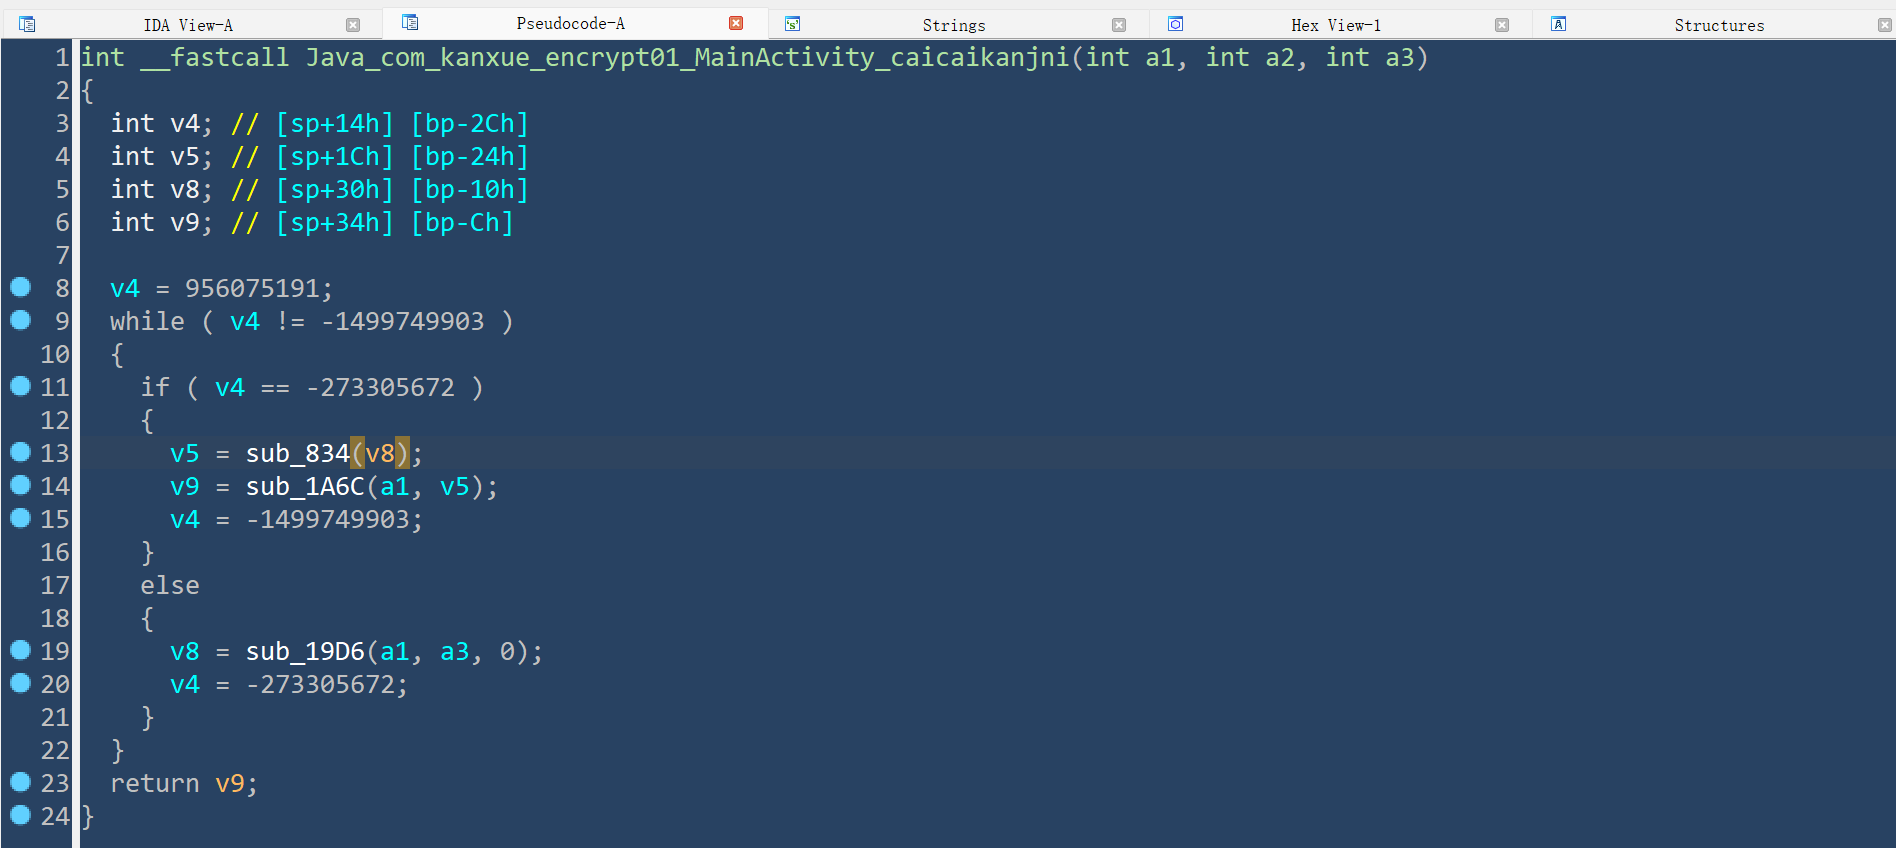 IDA View-A Pseudocode-A Strings Hex View-1 Structures
1 int __fastcall Java_com_kanxue_encrypt01_MainActivity_caicaikanjni(int a1, int a2, int a3)
2 {
3 int v4; // [sp+14h] [bp-2Ch]
4 int v5; // [sp+1Ch] [bp-24h]
5 int v8; // [sp+30h] [bp-10h]
6 int v9; // [sp+34h] [bp-Ch]
7
8 v4 = 956075191;
9 while ( v4 != -1499749903 )
10 {
11 if ( v4 == -273305672 )
12 {
13 v5 = sub_834(v8);
14 v9 = sub_1A6C(a1, v5);
15 v4 = -1499749903;
16 }
17 else
18 {
19 v8 = sub_19D6(a1, a3, 0);
20 v4 = -273305672;
21 }
22 }
23 return v9;
24 }